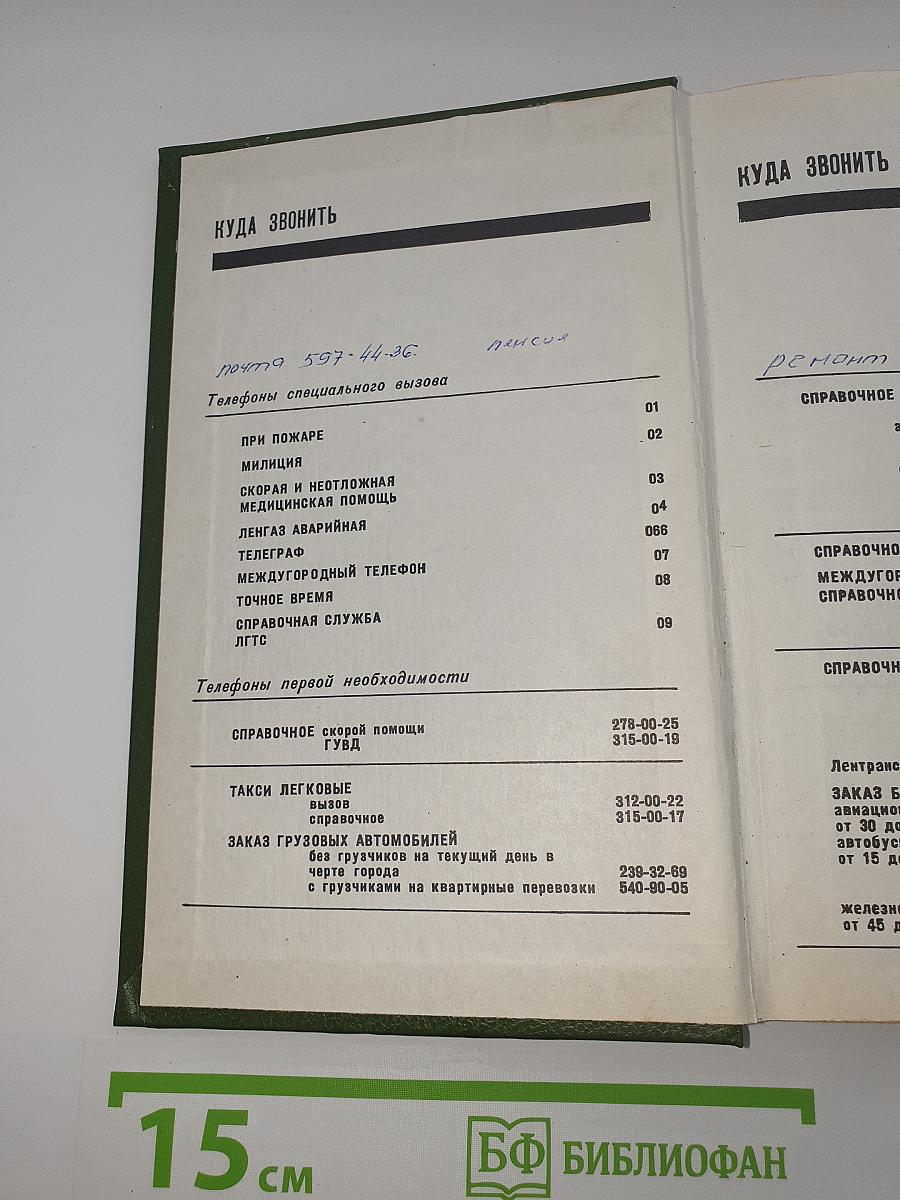 КУДА ЗВОНИТЬ
почта 597-44-36. пенсия
Телефоны специального вызова
ПРИ ПОЖАРЕ 01
МИЛИЦИЯ 02
СКОРАЯ И НЕОТЛОЖНАЯ
МЕДИЦИНСКАЯ ПОМОЩЬ 03
ЛЕНГАЗ АВАРИЙНАЯ 04
ТЕЛЕГРАФ 066
МЕЖДУГОРОДНЫЙ ТЕЛЕФОН 07
ТОЧНОЕ ВРЕМЯ 08
СПРАВОЧНАЯ СЛУЖБА
ЛГТС 09
Телефоны первой необходимости
СПРАВОЧНОЕ скорой помощи 278-00-25
ГУВД 315-00-19
ТАКСИ ЛЕГКОВЫЕ
вызов 312-00-22
справочное 315-00-17
ЗАКАЗ ГРУЗОВЫХ АВТОМОБИЛЕЙ
без грузчиков на текущий день в
черте города 239-32-69
с грузчиками на квартирные перевозки 540-90-05
КУДА ЗВОНИТЬ
ремонт
СПРАВОЧНОЕ
СПРАВОЧНО
МЕЖДУГОР
СПРАВОЧНО
СПРАВОЧН
Лентранс
ЗАКАЗ Б
авиацион
от 30 до
автобус
от 15 д
железно
от 45 д
15 см
БФ БИБЛИОФАН